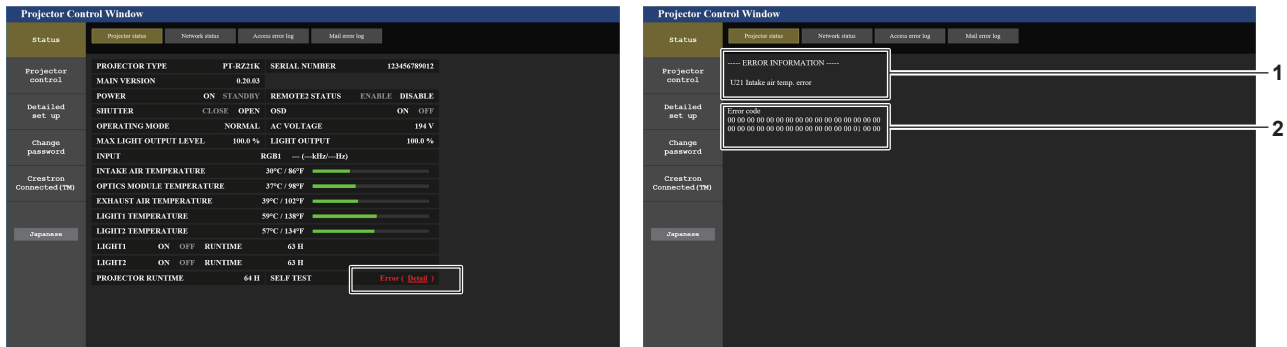 Projector Control Window
Status
Projector status Network status Access error log Mail error log
Projector
control
Detailed
set up
Change
password
Crestron
Connected(TM)
Japanese
PROJECTOR TYPE PT-RZ21K SERIAL NUMBER 123456789012
MAIN VERSION 0.20.03
POWER ON STANDBY REMOTE2 STATUS ENABLE DISABLE
SHUTTER CLOSE OPEN OSD ON OFF
OPERATING MODE NORMAL AC VOLTAGE 194 V
MAX LIGHT OUTPUT LEVEL 100.0 % LIGHT OUTPUT 100.0 %
INPUT RGB1 --- (---kHz/---Hz)
INTAKE AIR TEMPERATURE 30°C / 86°F
OPTICS MODULE TEMPERATURE 37°C / 98°F
EXHAUST AIR TEMPERATURE 39°C / 102°F
LIGHT1 TEMPERATURE 59°C / 138°F
LIGHT2 TEMPERATURE 57°C / 134°F
LIGHT1 ON OFF RUNTIME 63 H
LIGHT2 ON OFF RUNTIME 63 H
PROJECTOR RUNTIME 64 H SELF TEST Error ( Detail )
Projector Control Window
Status
Projector status Network status Access error log Mail error log
Projector
control
Detailed
set up
Change
password
Crestron
Connected(TM)
Japanese
----- ERROR INFORMATION -----
U21 Intake air temp. error
1
Error code
00 00 00 00 00 00 00 00 00 00 00 00 00 00 00 00
00 00 00 00 00 00 00 00 00 00 00 00 00 01 00 00
2